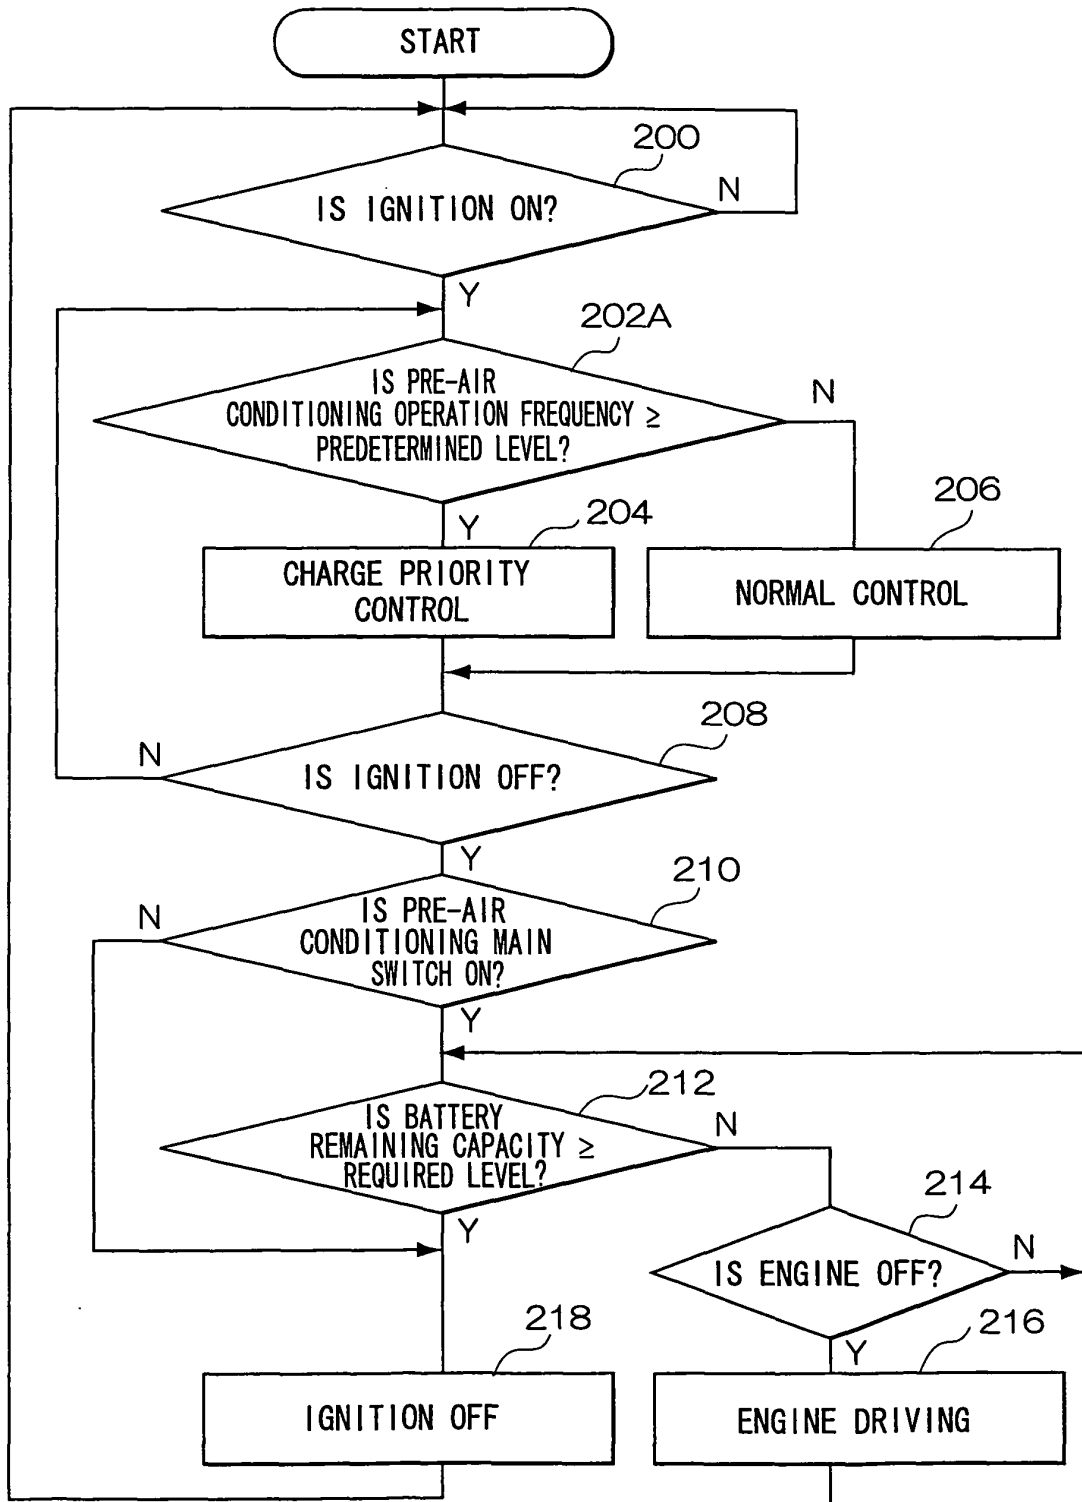 START
200
IS IGNITION ON?
N
Y
202A
IS PRE-AIR
CONDITIONING OPERATION FREQUENCY ≥
PREDETERMINED LEVEL?
N
Y
204
206
CHARGE PRIORITY
CONTROL
NORMAL CONTROL
208
N
IS IGNITION OFF?
Y
210
N
IS PRE-AIR
CONDITIONING MAIN
SWITCH ON?
Y
212
IS BATTERY
REMAINING CAPACITY ≥
REQUIRED LEVEL?
N
Y
214
IS ENGINE OFF?
N
Y
218
216
IGNITION OFF
ENGINE DRIVING